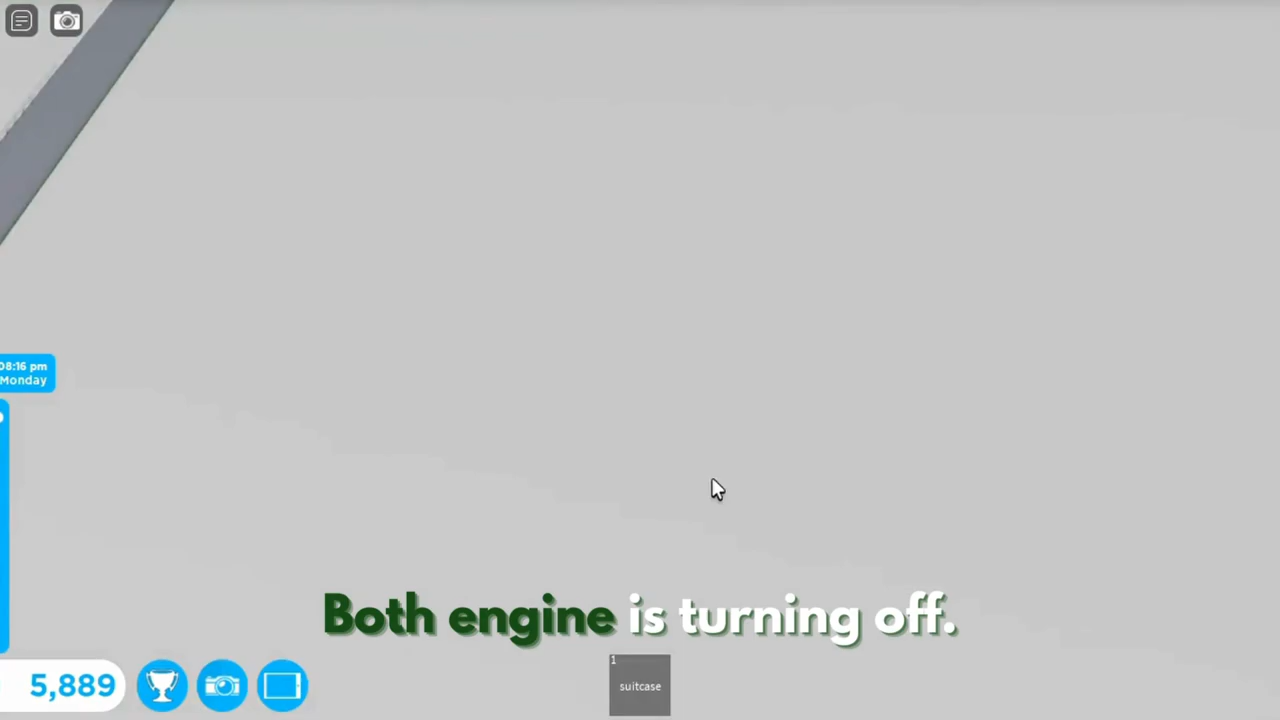 08:16 pm
Monday
Both engine is turning off.
5,889
1
suitcase